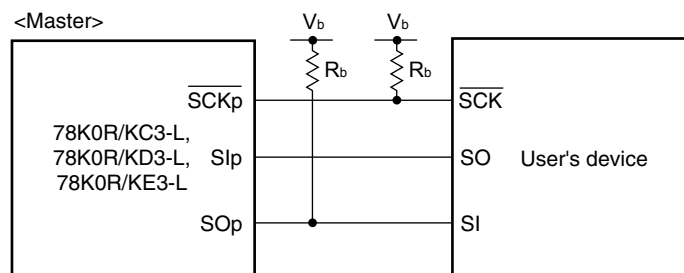 <Master>
Vb
Vb
Rb
Rb
SCKp
SCK
78K0R/KC3-L,
78K0R/KD3-L,
78K0R/KE3-L
SIp
SO
User's device
SOp
SI